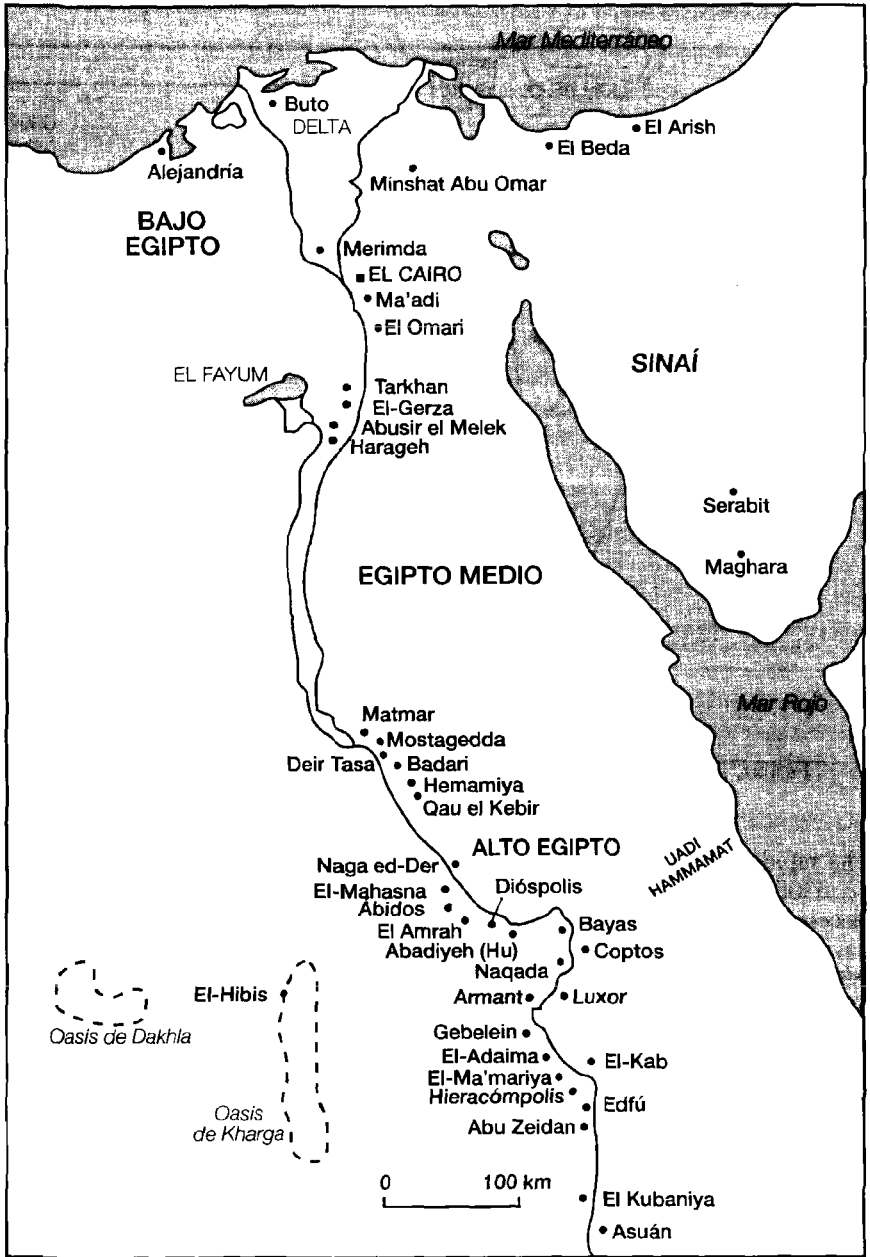 Mar Mediterráneo
Buto
DELTA
El Arish
El Beda
Alejandría
Minshat Abu Omar
BAJO
EGIPTO
Merimda
EL CAIRO
Ma'adi
El Omari
SINAÍ
EL FAYUM
Tarkhan
El-Gerza
Abusir el Melek
Harageh
Serabit
Maghara
EGIPTO MEDIO
Mar Rojo
Matmar
Mostagedda
Deir Tasa
Badari
Hemamiya
Qau el Kebir
ALTO EGIPTO
UADI
HAMMAMAT
Naga ed-Der
Dióspolis
El-Mahasna
Ábidos
El Amrah
Bayas
Abadiyeh (Hu)
Coptos
Naqada
El-Hibis
Armant
Luxor
Oasis de Dakhla
Gebelein
El-Adaima
El-Kab
El-Ma'mariya
Hieracómpolis
Edfú
Oasis
de Kharga
Abu Zeidan
0 100 km
El Kubaniya
Asuán